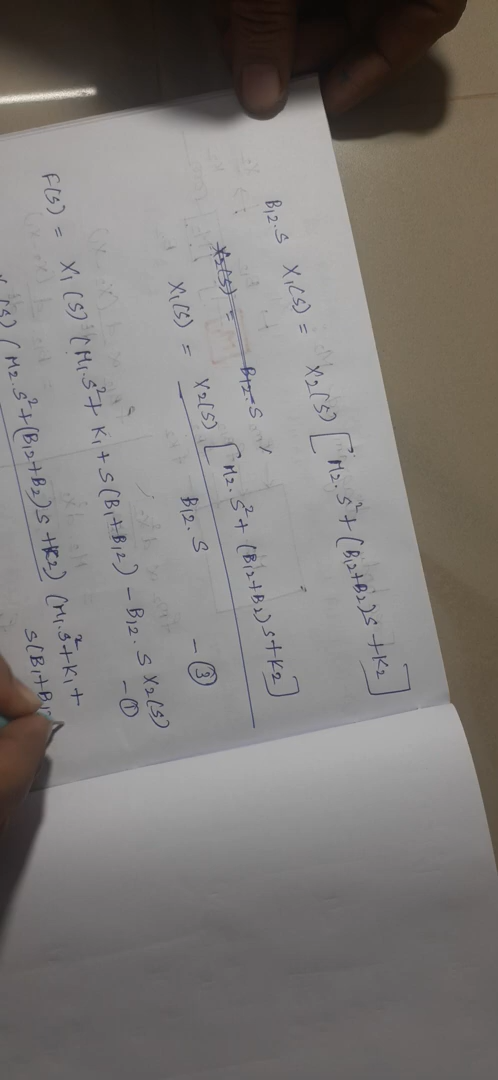 B12.S X1(S) = X2(S) [M2.S² + (B12+B2)S + K2]
X1(S) = X2(S) [M2.S² + (B12+B2)S + K2]
B12.S - ③
F(S) = X1(S) (M1.S² + K1 + S(B1+B12) - B12.S X2(S)
- ①
(S) (M2.S²+(B12+B2)S+K2) (M1.S²+K1+
S(B1+B12